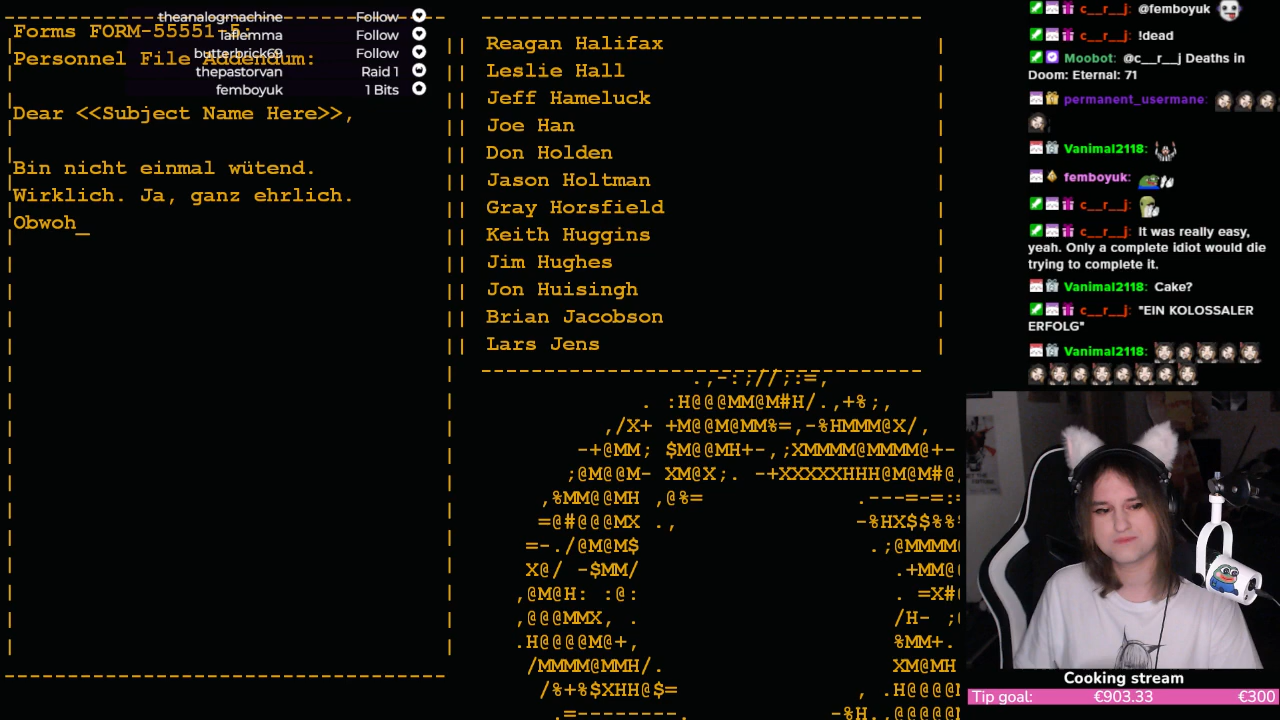 Forms FORM-55551-5:
Personnel File Addendum:
Dear <<Subject Name Here>>,
Bin nicht einmal wütend.
Wirklich. Ja, ganz ehrlich.
Obwoh_
theanalogmachine Follow
Tallemma Follow
butterbrick69 Follow
thepastorvan Raid 1
femboyuk 1 Bits
Reagan Halifax
Leslie Hall
Jeff Hameluck
Joe Han
Don Holden
Jason Holtman
Gray Horsfield
Keith Huggins
Jim Hughes
Jon Huisingh
Brian Jacobson
Lars Jens
c__r__j: @femboyuk
c__r__j: !dead
Moobot: @c__r__j Deaths in
Doom: Eternal: 71
permanent_usermane:
Vanimal2118:
femboyuk:
c__r__j:
c__r__j: It was really easy,
yeah. Only a complete idiot would die
trying to complete it.
Vanimal2118: Cake?
c__r__j: "EIN KOLOSSALER
ERFOLG"
Vanimal2118:
Cooking stream
Tip goal: €903.33 €300